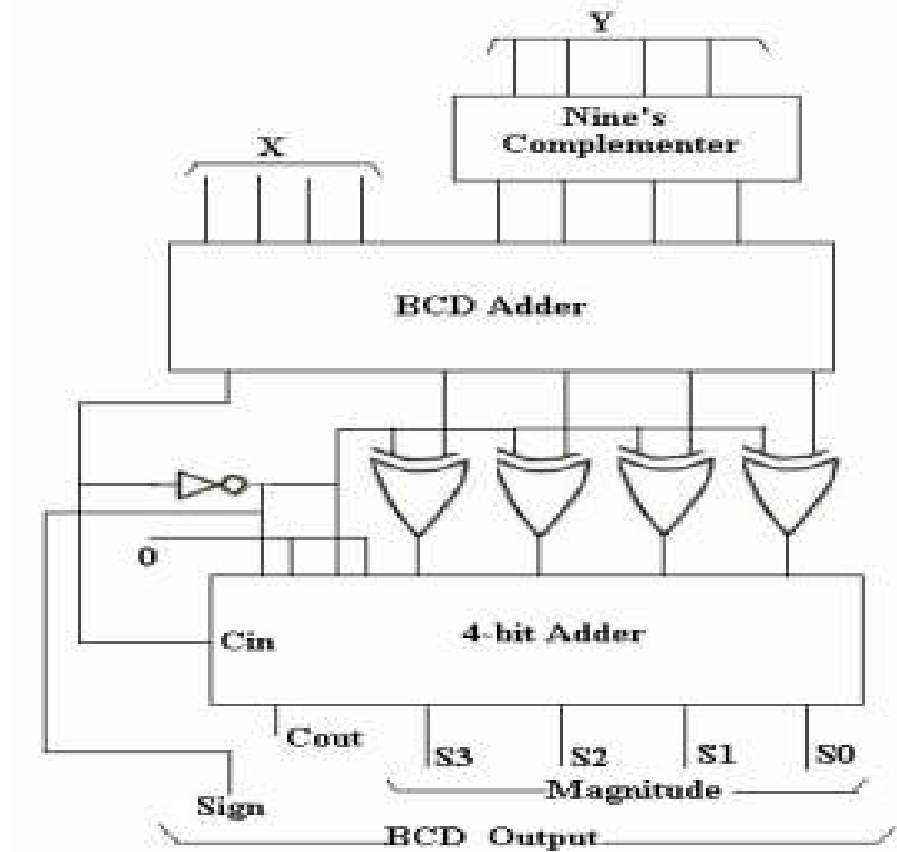 Y
Nine's
Complementer
X
BCD Adder
0
Cin
4-bit Adder
Cout
S3
S2
S1
S0
Magnitude
Sign
BCD Output